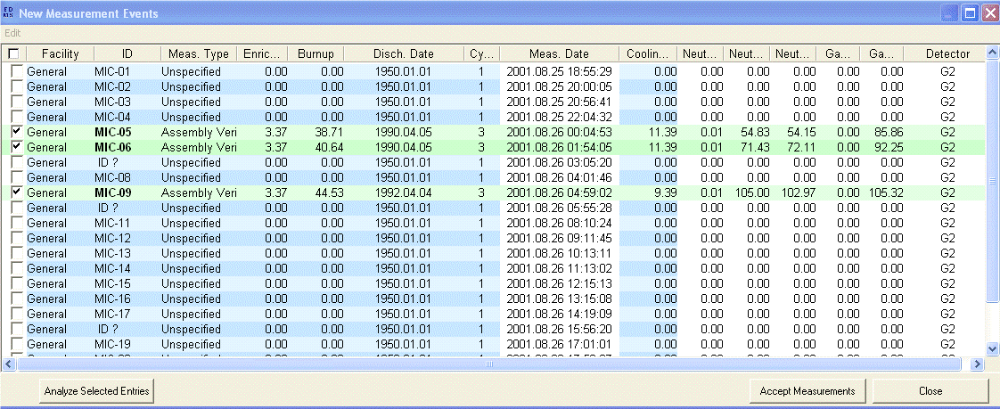 New Measurement Events
Edit
Facility ID Meas. Type Enric... Burnup Disch. Date Cy... Meas. Date Coolin... Neut... Neut... Neut... Ga... Ga... Detector
General MIC-01 Unspecified 0.00 0.00 1950.01.01 1 2001.08.25 18:55:29 0.00 0.00 0.00 0.00 0.00 0.00 G2
General MIC-02 Unspecified 0.00 0.00 1950.01.01 1 2001.08.25 20:00:05 0.00 0.00 0.00 0.00 0.00 0.00 G2
General MIC-03 Unspecified 0.00 0.00 1950.01.01 1 2001.08.25 20:56:41 0.00 0.00 0.00 0.00 0.00 0.00 G2
General MIC-04 Unspecified 0.00 0.00 1950.01.01 1 2001.08.25 22:04:32 0.00 0.00 0.00 0.00 0.00 0.00 G2
General MIC-05 Assembly Veri 3.37 38.71 1990.04.05 3 2001.08.26 00:04:53 11.39 0.01 54.83 54.15 0.00 85.86 G2
General MIC-06 Assembly Veri 3.37 40.64 1990.04.05 3 2001.08.26 01:54:05 11.39 0.01 71.43 72.11 0.00 92.25 G2
General ID ? Unspecified 0.00 0.00 1950.01.01 1 2001.08.26 03:05:20 0.00 0.00 0.00 0.00 0.00 0.00 G2
General MIC-08 Unspecified 0.00 0.00 1950.01.01 1 2001.08.26 04:01:46 0.00 0.00 0.00 0.00 0.00 0.00 G2
General MIC-09 Assembly Veri 3.37 44.53 1992.04.04 3 2001.08.26 04:59:02 9.39 0.01 105.00 102.97 0.00 105.32 G2
General ID ? Unspecified 0.00 0.00 1950.01.01 1 2001.08.26 05:55:28 0.00 0.00 0.00 0.00 0.00 0.00 G2
General MIC-11 Unspecified 0.00 0.00 1950.01.01 1 2001.08.26 08:10:24 0.00 0.00 0.00 0.00 0.00 0.00 G2
General MIC-12 Unspecified 0.00 0.00 1950.01.01 1 2001.08.26 09:11:45 0.00 0.00 0.00 0.00 0.00 0.00 G2
General MIC-13 Unspecified 0.00 0.00 1950.01.01 1 2001.08.26 10:13:11 0.00 0.00 0.00 0.00 0.00 0.00 G2
General MIC-14 Unspecified 0.00 0.00 1950.01.01 1 2001.08.26 11:13:02 0.00 0.00 0.00 0.00 0.00 0.00 G2
General MIC-15 Unspecified 0.00 0.00 1950.01.01 1 2001.08.26 12:15:13 0.00 0.00 0.00 0.00 0.00 0.00 G2
General MIC-16 Unspecified 0.00 0.00 1950.01.01 1 2001.08.26 13:15:08 0.00 0.00 0.00 0.00 0.00 0.00 G2
General MIC-17 Unspecified 0.00 0.00 1950.01.01 1 2001.08.26 14:19:09 0.00 0.00 0.00 0.00 0.00 0.00 G2
General ID ? Unspecified 0.00 0.00 1950.01.01 1 2001.08.26 15:56:20 0.00 0.00 0.00 0.00 0.00 0.00 G2
General MIC-19 Unspecified 0.00 0.00 1950.01.01 1 2001.08.26 17:01:01 0.00 0.00 0.00 0.00 0.00 0.00 G2
Analyze Selected Entries Accept Measurements Close